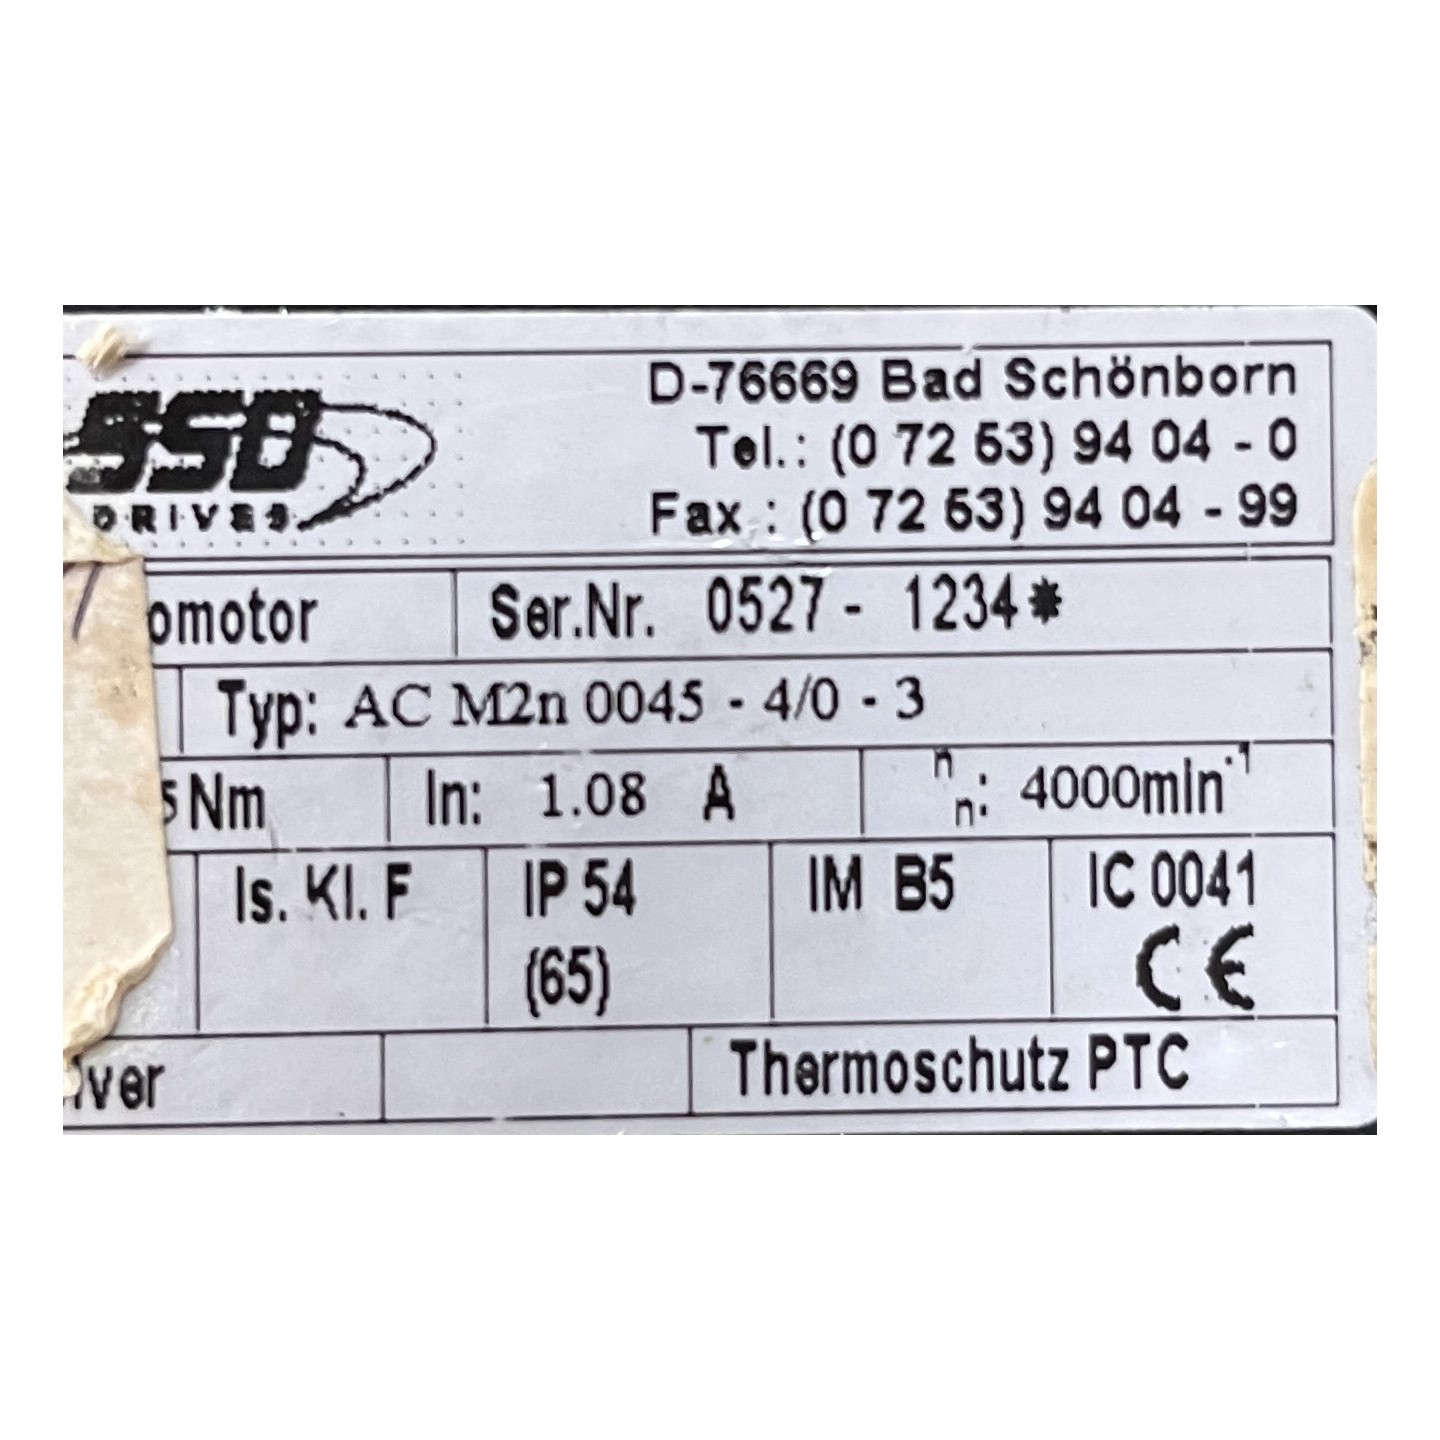 SSD
DRIVES
D-76669 Bad Schönborn
Tel.: (0 72 53) 94 04 - 0
Fax.: (0 72 53) 94 04 - 99
omotor Ser.Nr. 0527 - 1234*
Typ: AC M2n 0045 - 4/0 - 3
5 Nm In: 1.08 A n n: 4000min-1
Is. Kl. F IP 54 IM B5 IC 0041
(65) CE
lver Thermoschutz PTC